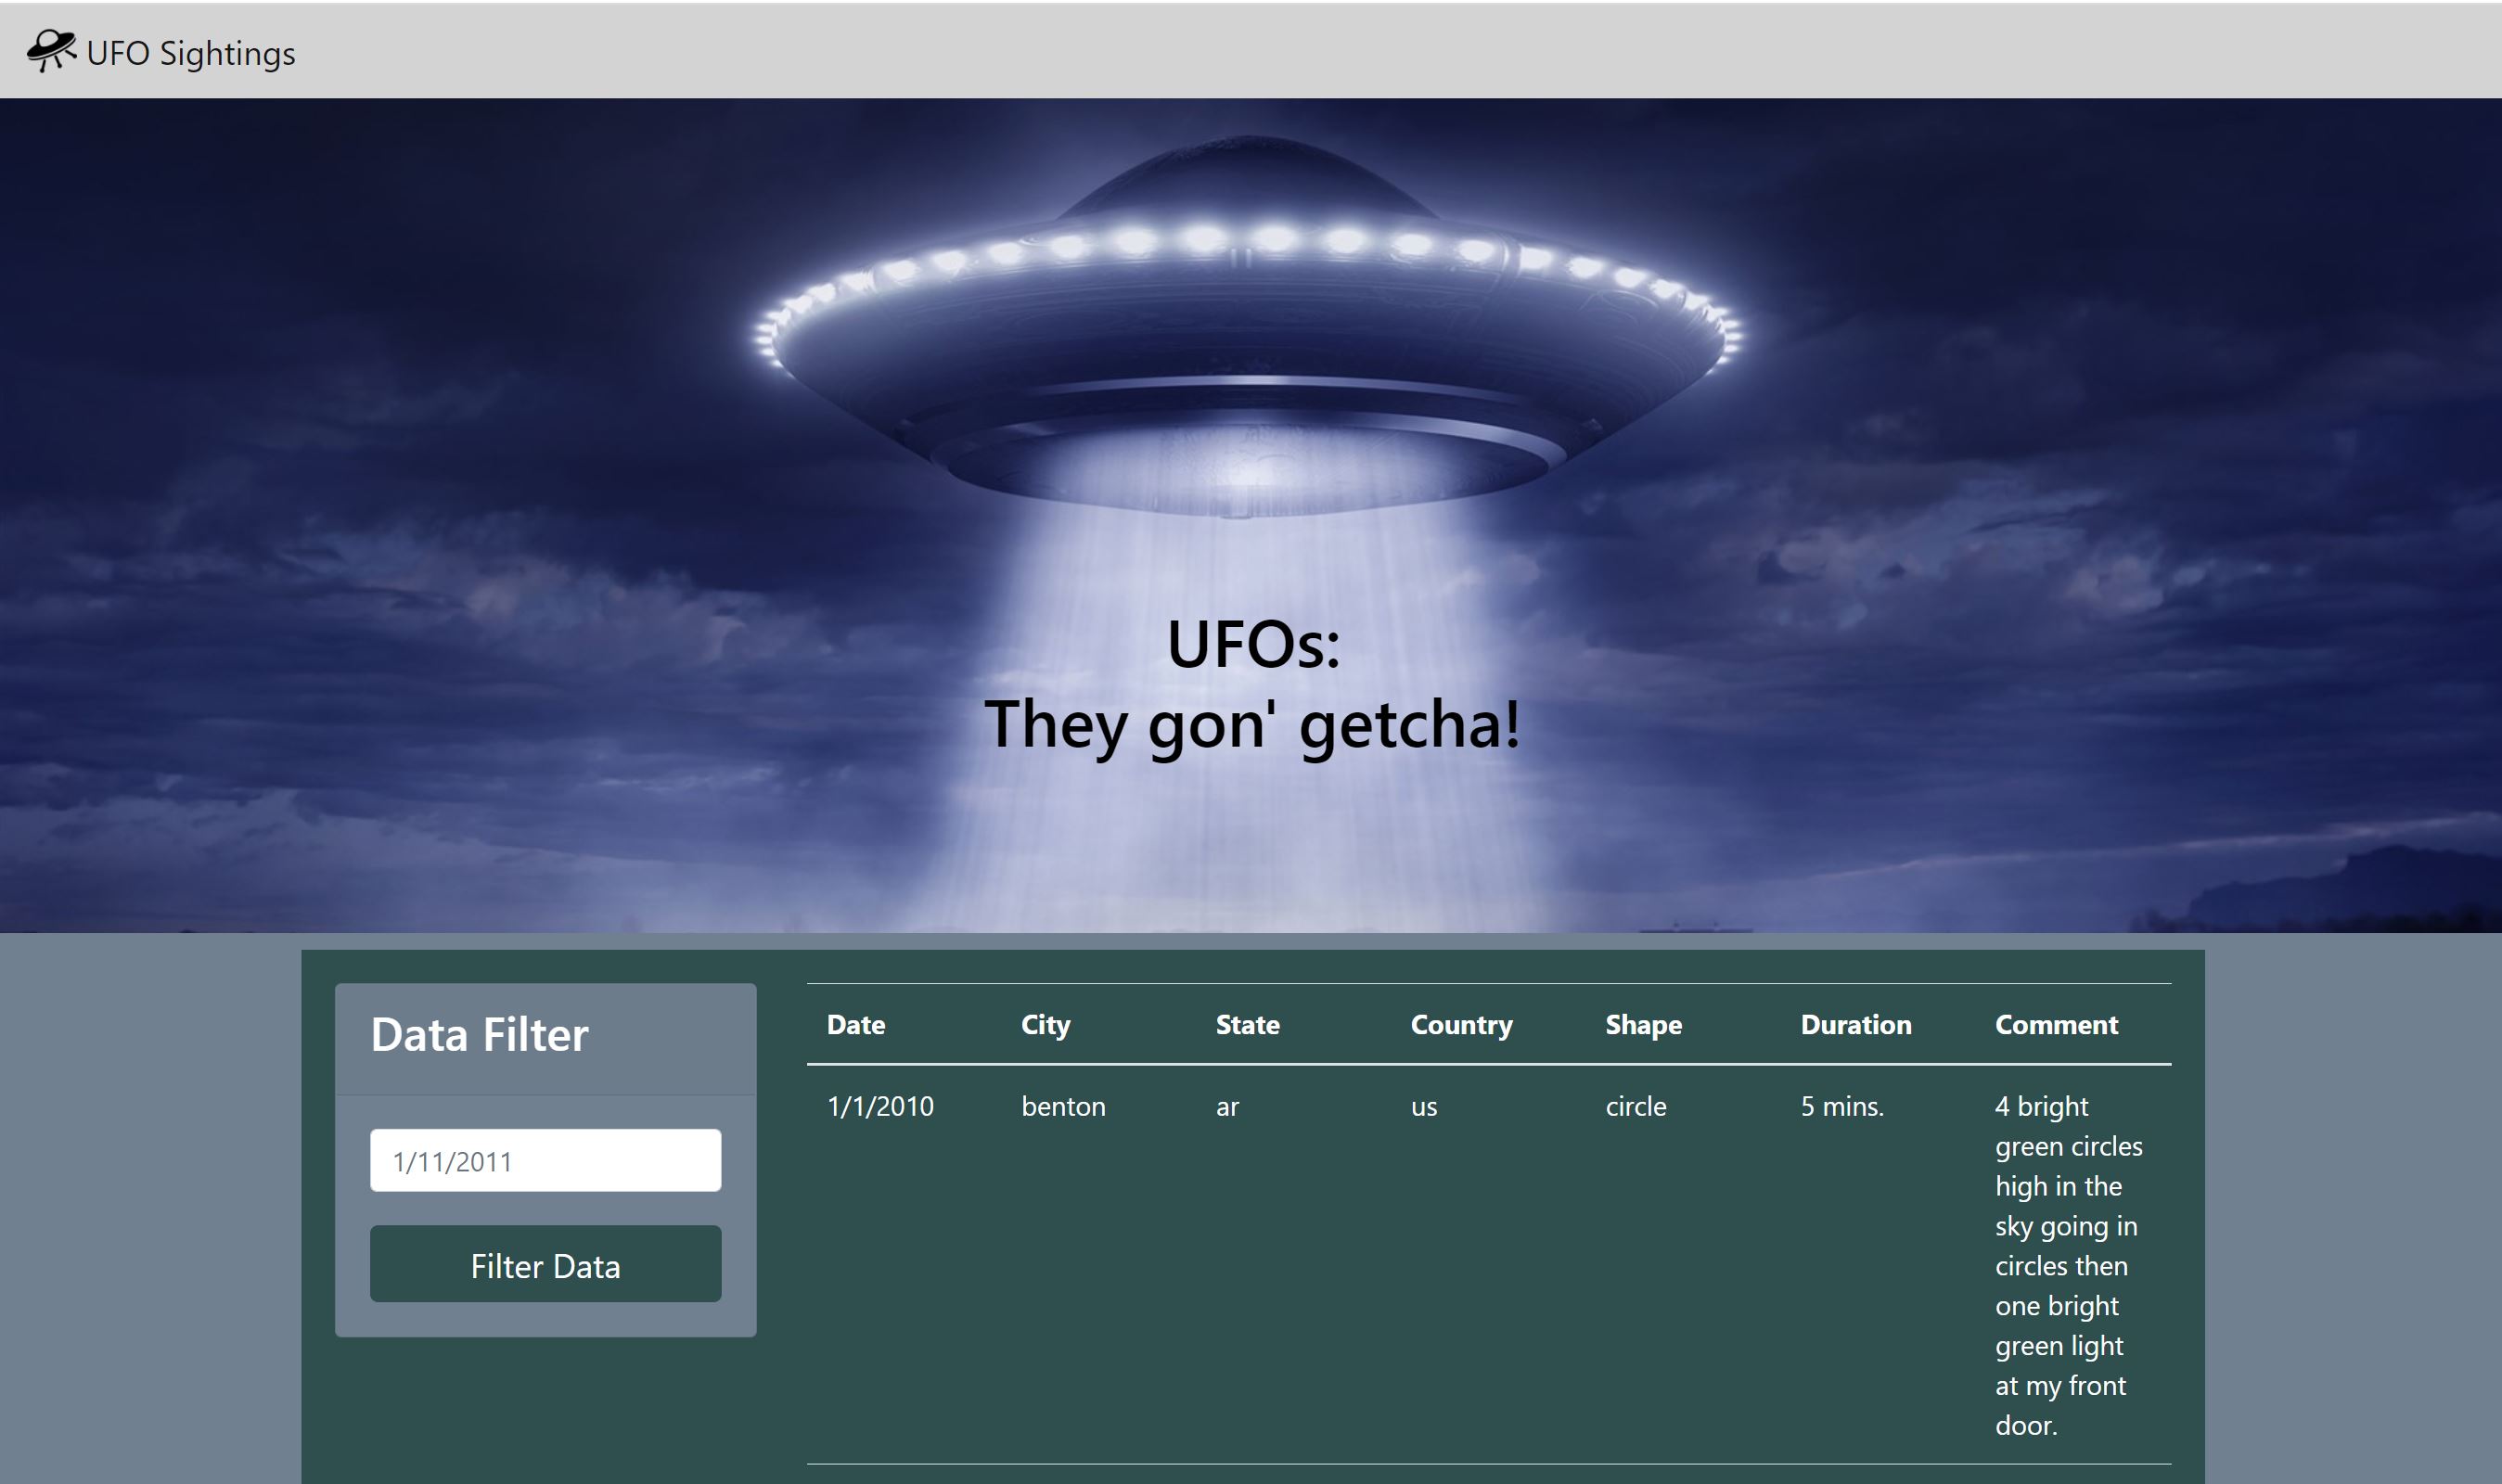 UFO Sightings
UFOs:
They gon' getcha!
Data Filter
1/11/2011
Filter Data
Date City State Country Shape Duration Comment
1/1/2010 benton ar us circle 5 mins. 4 bright
green circles
high in the
sky going in
circles then
one bright
green light
at my front
door.